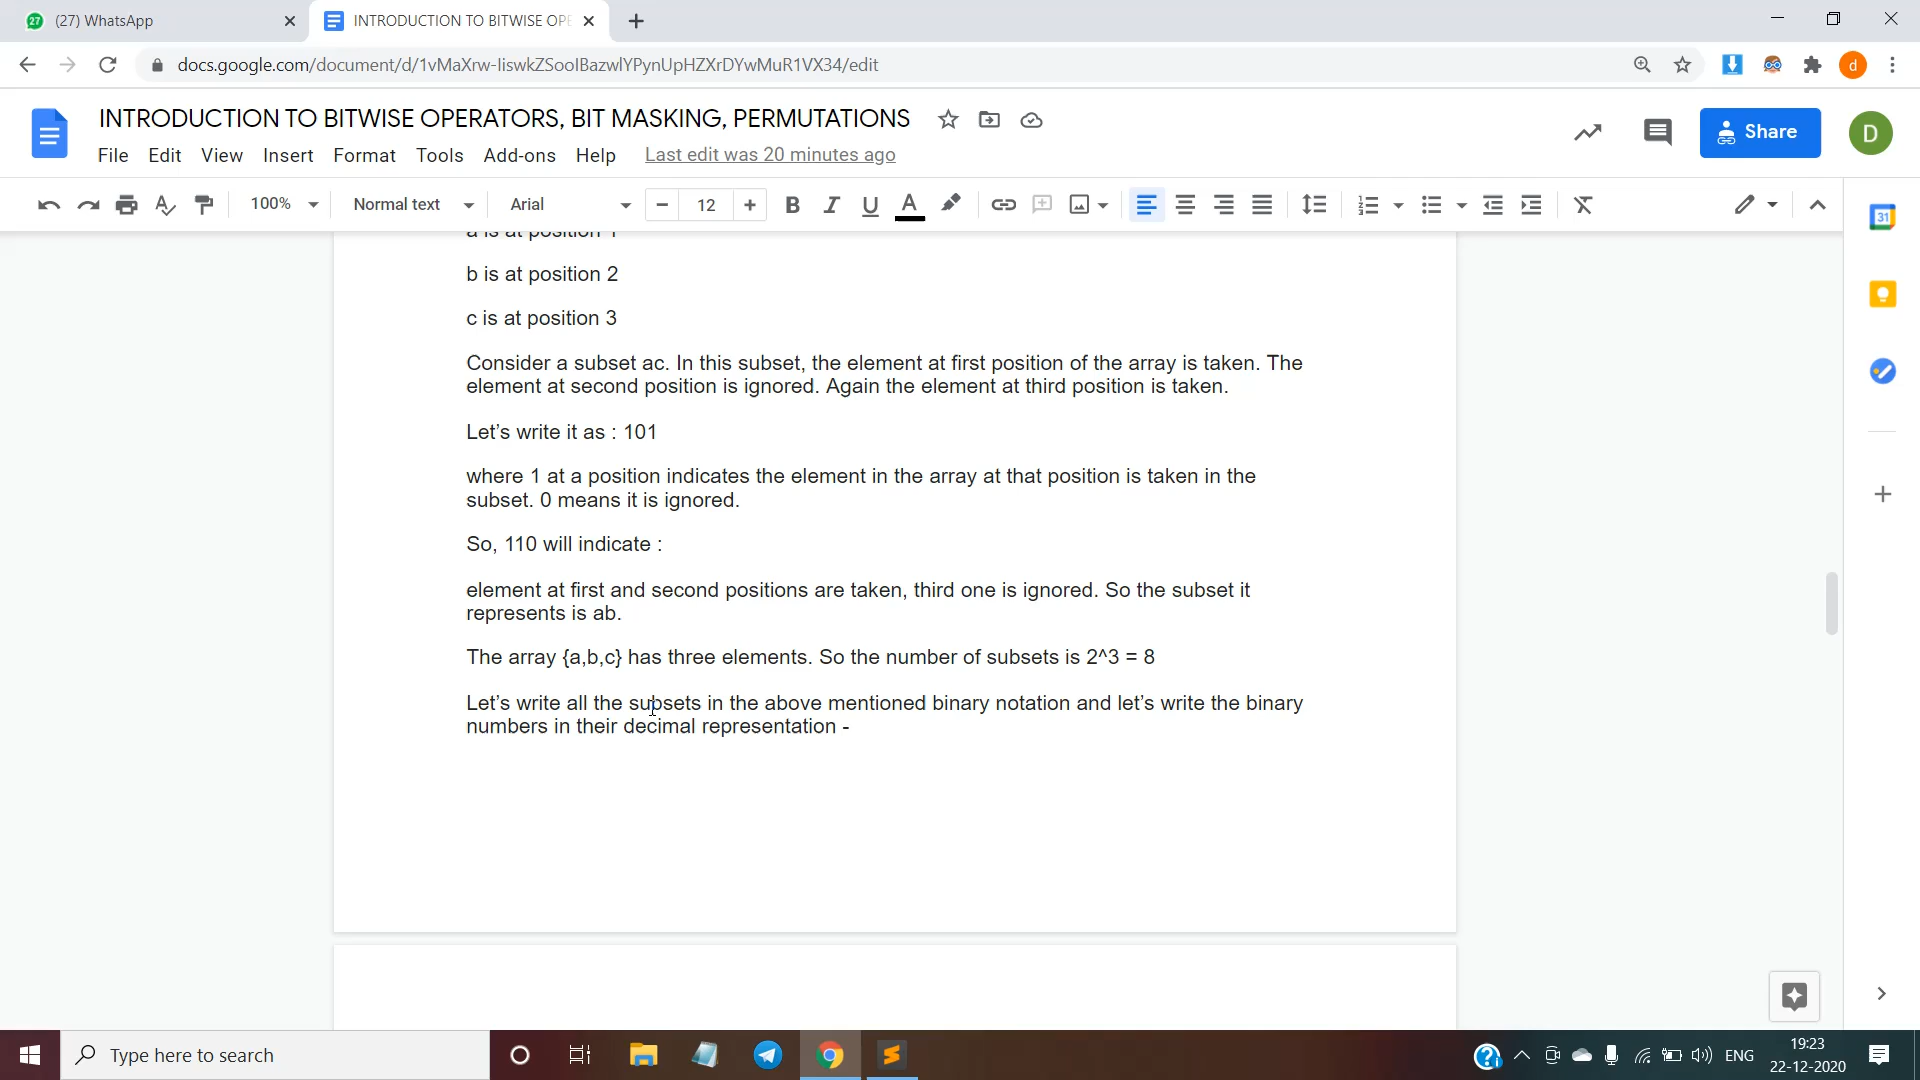 27 (27) WhatsApp
INTRODUCTION TO BITWISE OPE
docs.google.com/document/d/1vMaXrw-IiswkZSooIBazwlYPynUpHZXrDYwMuR1VX34/edit
d
INTRODUCTION TO BITWISE OPERATORS, BIT MASKING, PERMUTATIONS
Share
D
File Edit View Insert Format Tools Add-ons Help Last edit was 20 minutes ago
100% Normal text Arial 12 B I U A
31
a is at position 1
b is at position 2
c is at position 3
Consider a subset ac. In this subset, the element at first position of the array is taken. The
element at second position is ignored. Again the element at third position is taken.
Let’s write it as : 101
where 1 at a position indicates the element in the array at that position is taken in the
subset. 0 means it is ignored.
So, 110 will indicate :
element at first and second positions are taken, third one is ignored. So the subset it
represents is ab.
The array {a,b,c} has three elements. So the number of subsets is 2^3 = 8
Let’s write all the subsets in the above mentioned binary notation and let’s write the binary
numbers in their decimal representation -
Type here to search
ENG
19:23
22-12-2020